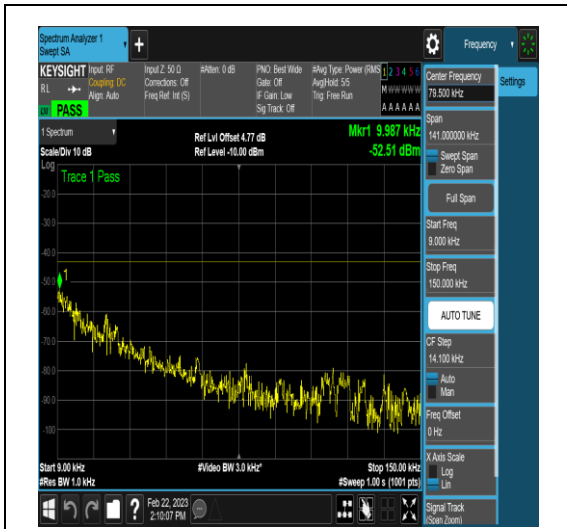 Spectrum Analyzer 1
Swept SA
+
Frequency
KEYSIGHT
RL
PASS
Input: RF
Coupling: DC
Align: Auto
Input Z: 50 Ω
Corrections: Off
Freq Ref: Int (S)
#Atten: 0 dB
PNO: Best Wide
Gate: Off
IF Gain: Low
Sig Track: Off
#Avg Type: Power (RMS
Avg|Hold: 5/5
Trig: Free Run
1 2 3 4 5 6
M W W W W W
A A A A A A
1 Spectrum
Scale/Div 10 dB
Ref Lvl Offset 4.77 dB
Ref Level -10.00 dBm
Mkr1 9.987 kHz
-52.51 dBm
Log
Trace 1 Pass
-20.0
-30.0
-40.0
-50.0
-60.0
-70.0
-80.0
-90.0
-100
1
Start 9.00 kHz
#Res BW 1.0 kHz
#Video BW 3.0 kHz*
Stop 150.00 kHz
#Sweep 1.00 s (1001 pts)
Feb 22, 2023
2:10:07 PM
Center Frequency
79.500 kHz
Span
141.000000 kHz
Swept Span
Zero Span
Full Span
Start Freq
9.000 kHz
Stop Freq
150.000 kHz
AUTO TUNE
CF Step
14.100 kHz
Auto
Man
Freq Offset
0 Hz
X Axis Scale
Log
Lin
Signal Track
(Span Zoom)
Settings